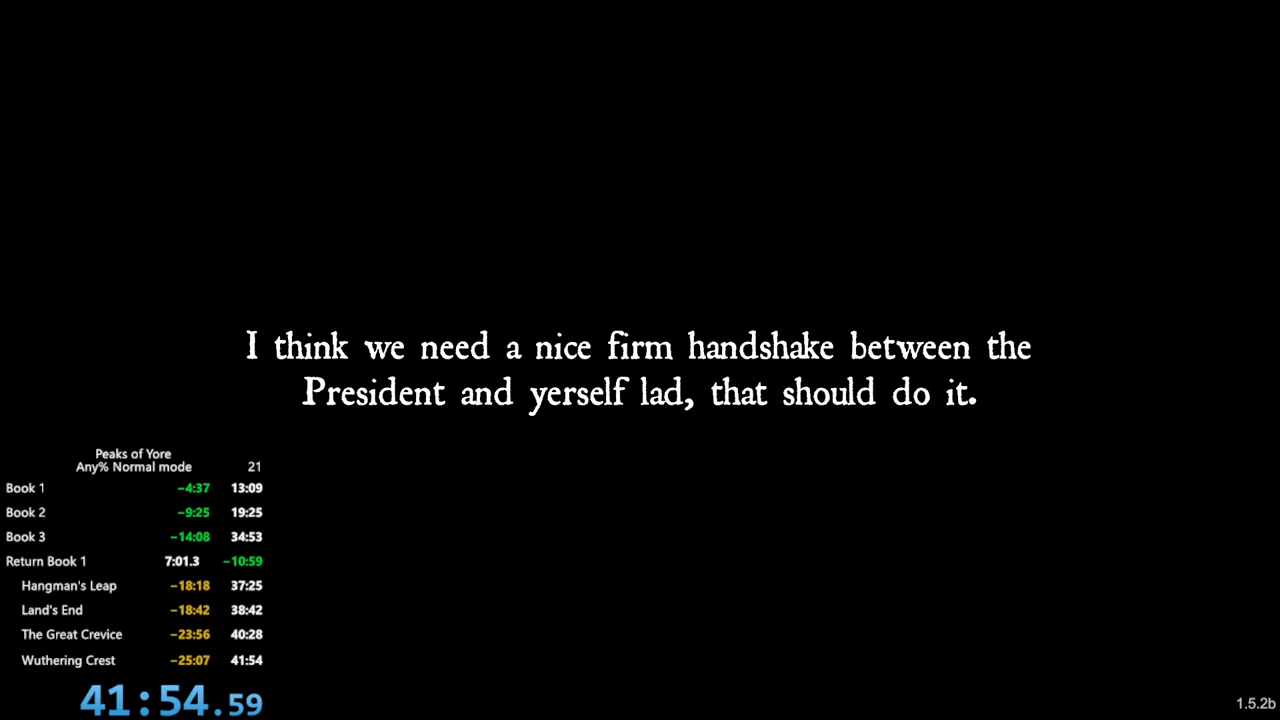 I think we need a nice firm handshake between the
President and yerself lad, that should do it.
Peaks of Yore
Any% Normal mode 21
Book 1 −4:37 13:09
Book 2 −9:25 19:25
Book 3 −14:08 34:53
Return Book 1 7:01.3 −10:59
Hangman's Leap −18:18 37:25
Land's End −18:42 38:42
The Great Crevice −23:56 40:28
Wuthering Crest −25:07 41:54
41:54.59
1.5.2b